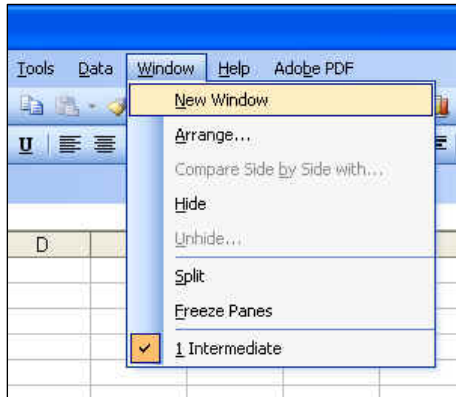 Tools Data Window Help Adobe PDF
New Window
U
Arrange...
Compare Side by Side with...
Hide
Unhide...
D
Split
Freeze Panes
1 Intermediate